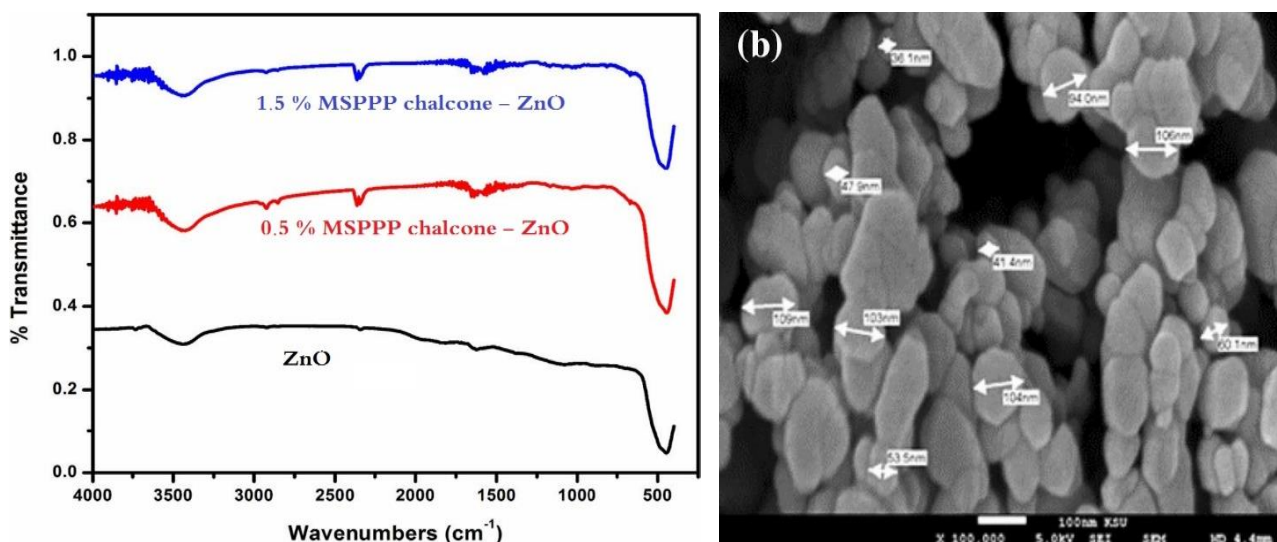 % Transmittance
1.0
0.8
0.6
0.4
0.2
0.0
1.5 % MSPPP chalcone – ZnO
0.5 % MSPPP chalcone – ZnO
ZnO
4000 3500 3000 2500 2000 1500 1000 500
Wavenumbers (cm⁻¹)
(b)
36.1nm
94.0nm
106nm
47.9nm
41.4nm
109nm
103nm
60.1nm
104nm
53.5nm
100nm KSU
X 100,000 5.0kV SEI SEM WD 4.4mm